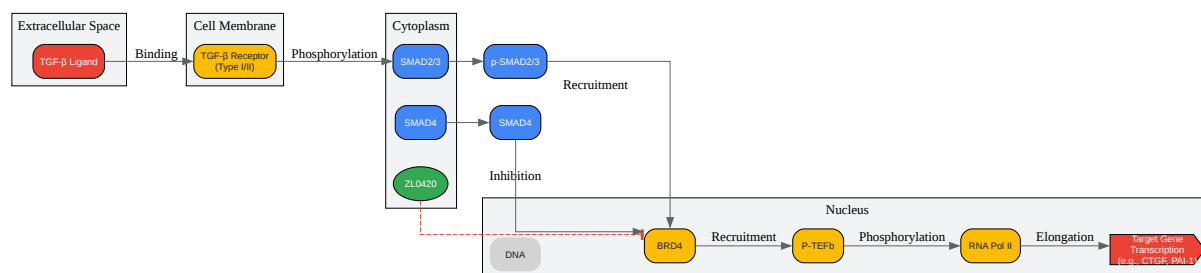 Extracellular Space
Cell Membrane
Cytoplasm
TGF-β Ligand
Binding
TGF-β Receptor
(Type I/II)
Phosphorylation
SMAD2/3
p-SMAD2/3
Recruitment
SMAD4
SMAD4
Inhibition
ZL0420
Nucleus
DNA
BRD4
Recruitment
P-TEFb
Phosphorylation
RNA Pol II
Elongation
Target Gene
Transcription
(e.g., CTGF, PAI-1)